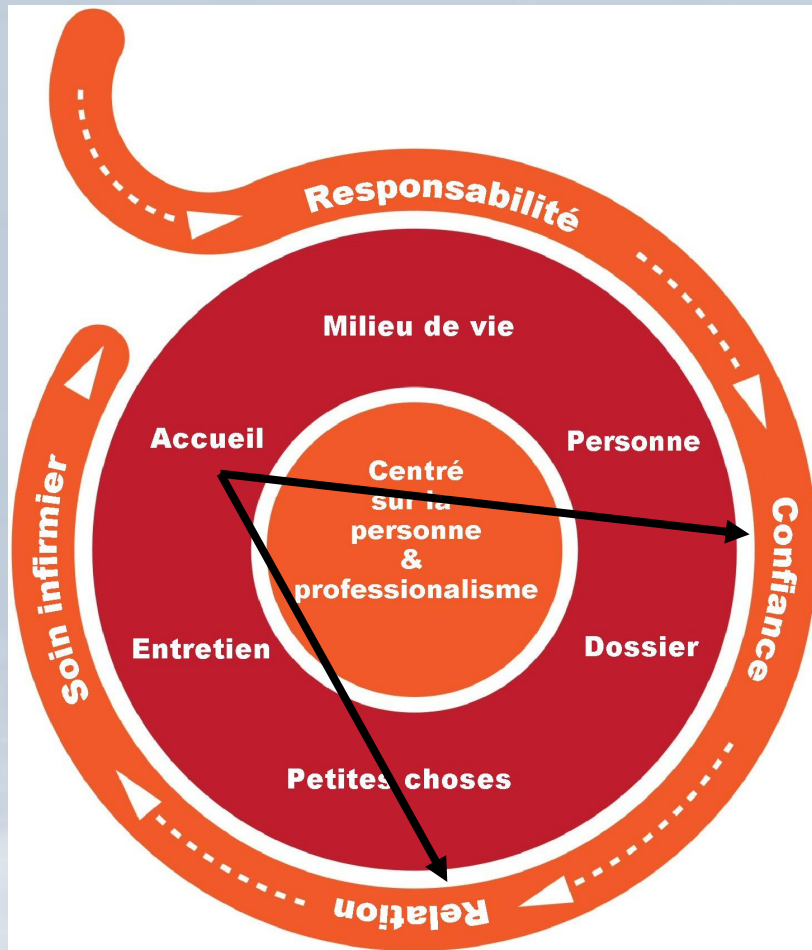 Responsabilité
Milieu de vie
Accueil
Personne
Centré
sur la
personne
&
professionalisme
Confiance
Soin infirmier
Entretien
Dossier
Petites choses
Relation